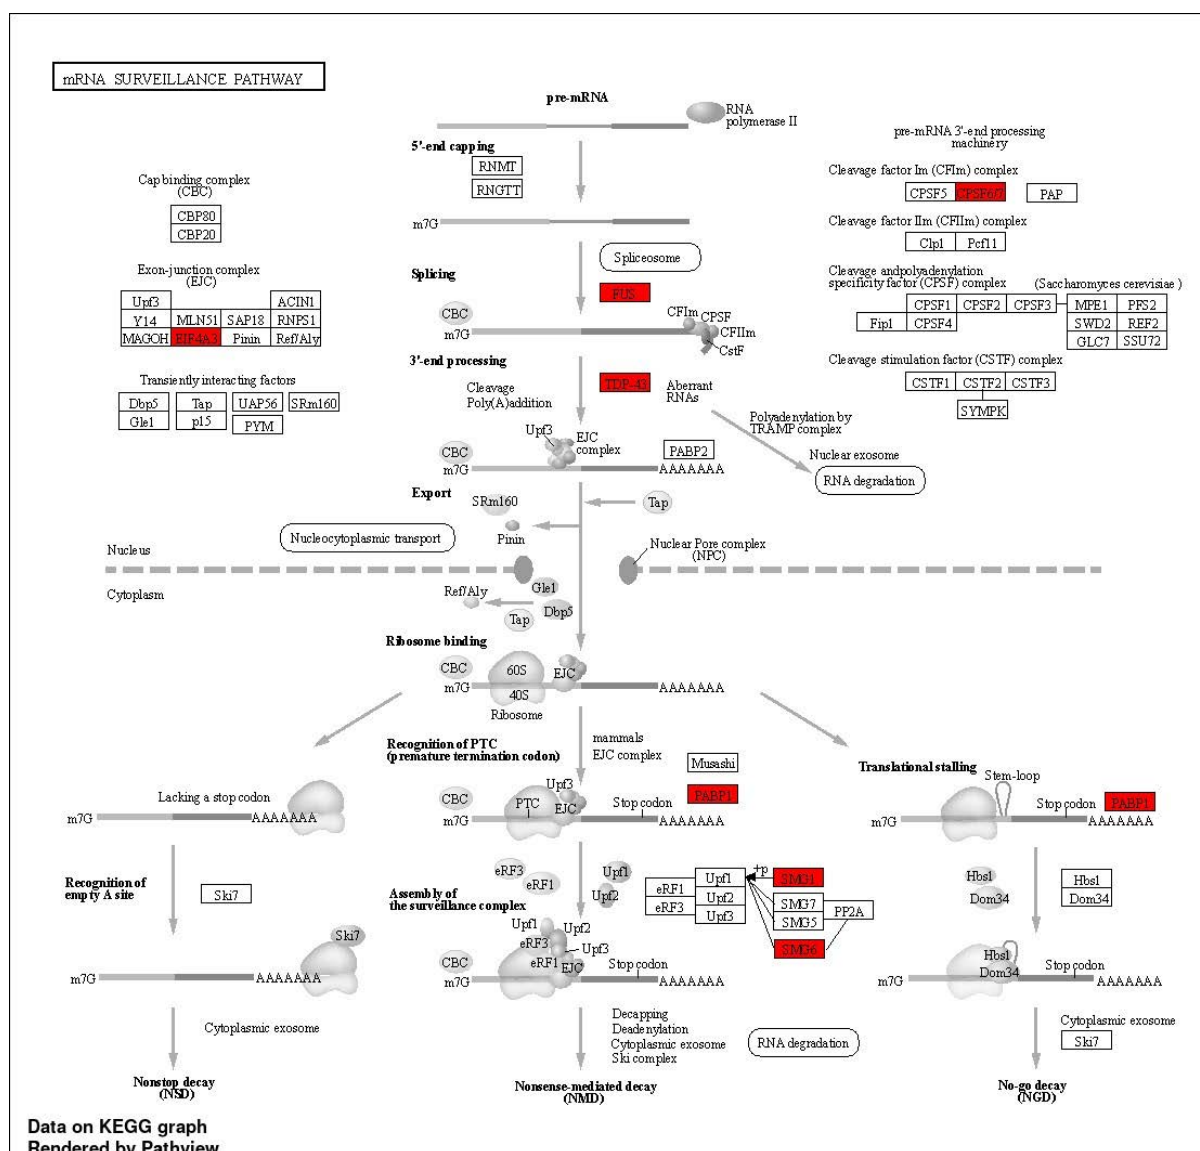 mRNA SURVEILLANCE PATHWAY
pre-mRNA
RNA
polymerase II
5'-end capping
RNMT
RNGTT
m7G
Cap binding complex
(CBC)
CBP80
CBP20
Exon-junction complex
(EJC)
Upf3
ACIN1
Y14
MLN51
SAP18
RNPS1
MAGOH
EIF4A3
Pinin
Ref/Aly
Transiently interacting factors
Dbp5
Tap
UAP56
SRm160
Gle1
p15
PYM
pre-mRNA 3'-end processing
machinery
Cleavage factor Im (CFIm) complex
CPSF5
CPSF6/7
PAP
Cleavage factor IIm (CFIIm) complex
Clp1
Pcf11
Cleavage andpolyadenylation
specificity factor (CPSF) complex
(Saccharomyces cerevisiae)
CPSF1
CPSF2
CPSF3
MPE1
PFS2
Fip1
CPSF4
SWD2
REF2
GLC7
SSU72
Cleavage stimulation factor (CSTF) complex
CSTF1
CSTF2
CSTF3
SYMPK
Spliceosome
Splicing
FUS
CBC
m7G
CFIm
CPSF
CFIIm
CstF
3'-end processing
Cleavage
Poly(A)addition
TDP-43
Aberrant
RNAs
Polyadenylation by
TRAMP complex
Nuclear exosome
RNA degradation
Upf3
EJC
complex
CBC
m7G
PABP2
AAAAAAA
Export
SRm160
Tap
Pinin
Nucleocytoplasmic transport
Nuclear Pore complex
(NPC)
Nucleus
Cytoplasm
Ref/Aly
Gle1
Tap
Dbp5
Ribosome binding
CBC
60S
EJC
m7G
40S
AAAAAAA
Ribosome
Recognition of PTC
(premature termination codon)
mammals
EJC complex
Musashi
PABP1
Upf3
CBC
PTC
EJC
Stop codon
m7G
AAAAAAA
Lacking a stop codon
m7G
AAAAAAA
Recognition of
empty A site
Ski7
Ski7
m7G
AAAAAAA
Cytoplasmic exosome
Nonstop decay
(NSD)
eRF3
eRF1
Upf1
Upf2
Assembly of
the surveillance complex
eRF1
eRF3
Upf1
Upf2
Upf3
+p
SMG1
SMG7
SMG5
PP2A
SMG6
Upf1
Upf2
eRF3
Upf3
CBC
eRF1
EJC
Stop codon
m7G
AAAAAAA
Decapping
Deadenylation
Cytoplasmic exosome
Ski complex
RNA degradation
Nonsense-mediated decay
(NMD)
Translational stalling
Stem-loop
Stop codon
PABP1
m7G
AAAAAAA
Hbs1
Dom34
Hbs1
Dom34
Hbs1
Dom34
Stop codon
m7G
AAAAAAA
Cytoplasmic exosome
Ski7
No-go decay
(NGD)
Data on KEGG graph
Rendered by Pathview